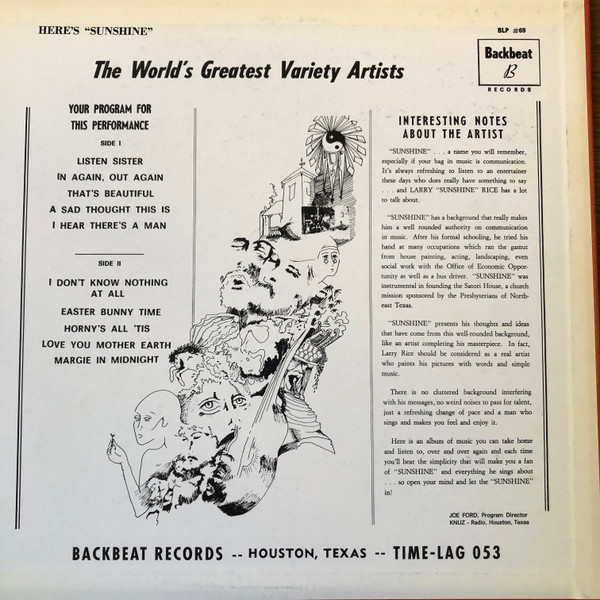 HERE'S "SUNSHINE"
BLP #69
Backbeat
B
RECORDS
The World's Greatest Variety Artists
YOUR PROGRAM FOR
THIS PERFORMANCE
SIDE I
LISTEN SISTER
IN AGAIN, OUT AGAIN
THAT'S BEAUTIFUL
A SAD THOUGHT THIS IS
I HEAR THERE'S A MAN
SIDE II
I DON'T KNOW NOTHING
AT ALL
EASTER BUNNY TIME
HORNY'S ALL 'TIS
LOVE YOU MOTHER EARTH
MARGIE IN MIDNIGHT
INTERESTING NOTES
ABOUT THE ARTIST
"SUNSHINE" . . . a name you will remember,
especially if your bag in music is communication.
It's always refreshing to listen to an entertainer
these days who does really have something to say
. . . and LARRY "SUNSHINE" RICE has a lot
to talk about.
"SUNSHINE" has a background that really makes
him a well rounded authority on communication
in music. After his formal schooling, he tried his
hand at many occupations which ran the gamut
from house painting, acting, landscaping, even
social work with the Office of Economic Oppor-
tunity as well as a bus driver. "SUNSHINE" was
instrumental in founding the Satori House, a church
mission sponsored by the Presbyterians of North-
east Texas.
"SUNSHINE" presents his thoughts and ideas
that have come from this well-rounded background,
like an artist completing his masterpiece. In fact,
Larry Rice should be considered as a real artist
who paints his pictures with words and simple
music.
There is no cluttered background interfering
with his messages, no weird noises to pass for talent,
just a refreshing change of pace and a man who
sings and makes you feel and enjoy it.
Here is an album of music you can take home
and listen to, over and over again and each time
you'll hear the simplicity that will make you a fan
of "SUNSHINE" and everything he sings about
. . . so open your mind and let the "SUNSHINE"
in!
JOE FORD, Program Director
KNUZ - Radio, Houston, Texas
BACKBEAT RECORDS -- HOUSTON, TEXAS -- TIME-LAG 053